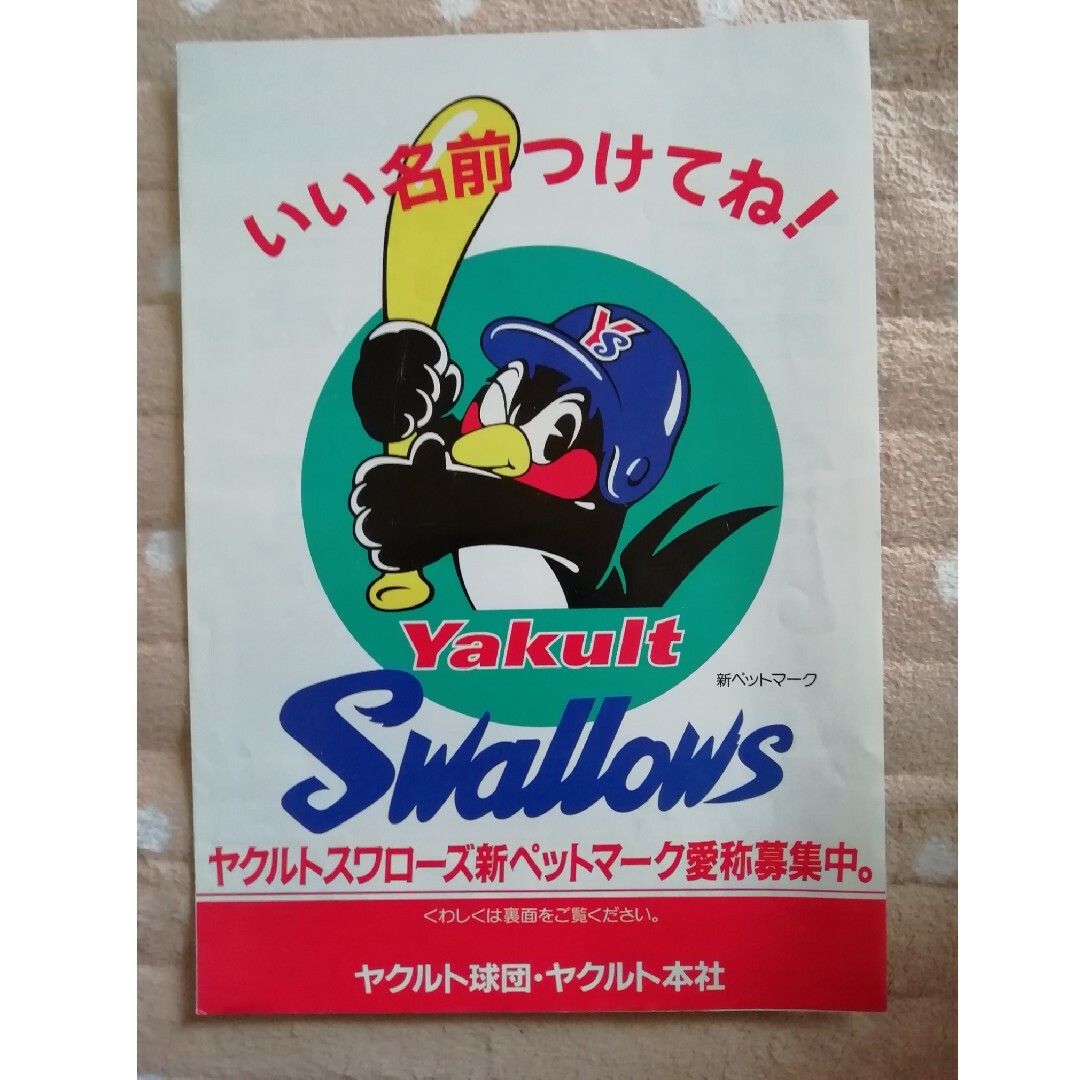 いい名前つけてね!
Ys
Yakult
新ペットマーク
Swallows
ヤクルトスワローズ新ペットマーク愛称募集中。
くわしくは裏面をご覧ください。
ヤクルト球団・ヤクルト本社